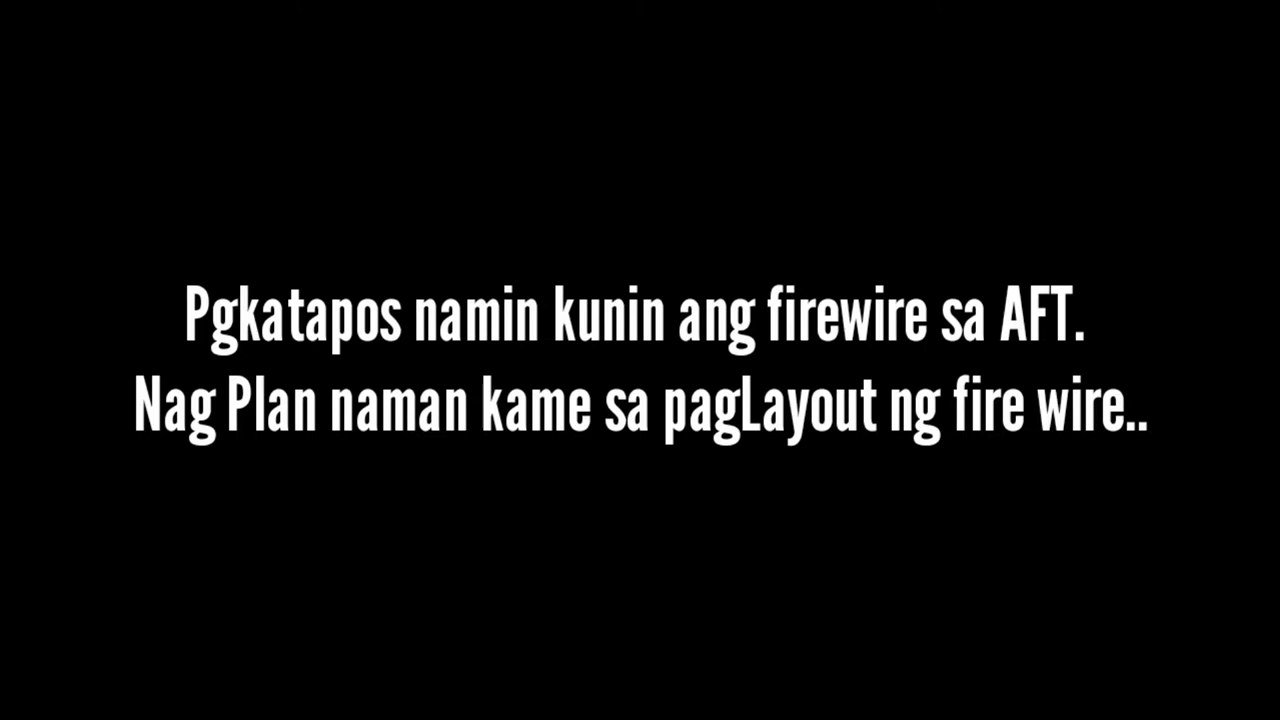 Pgkatapos namin kunin ang firewire sa AFT.
Nag Plan naman kame sa pagLayout ng fire wire..